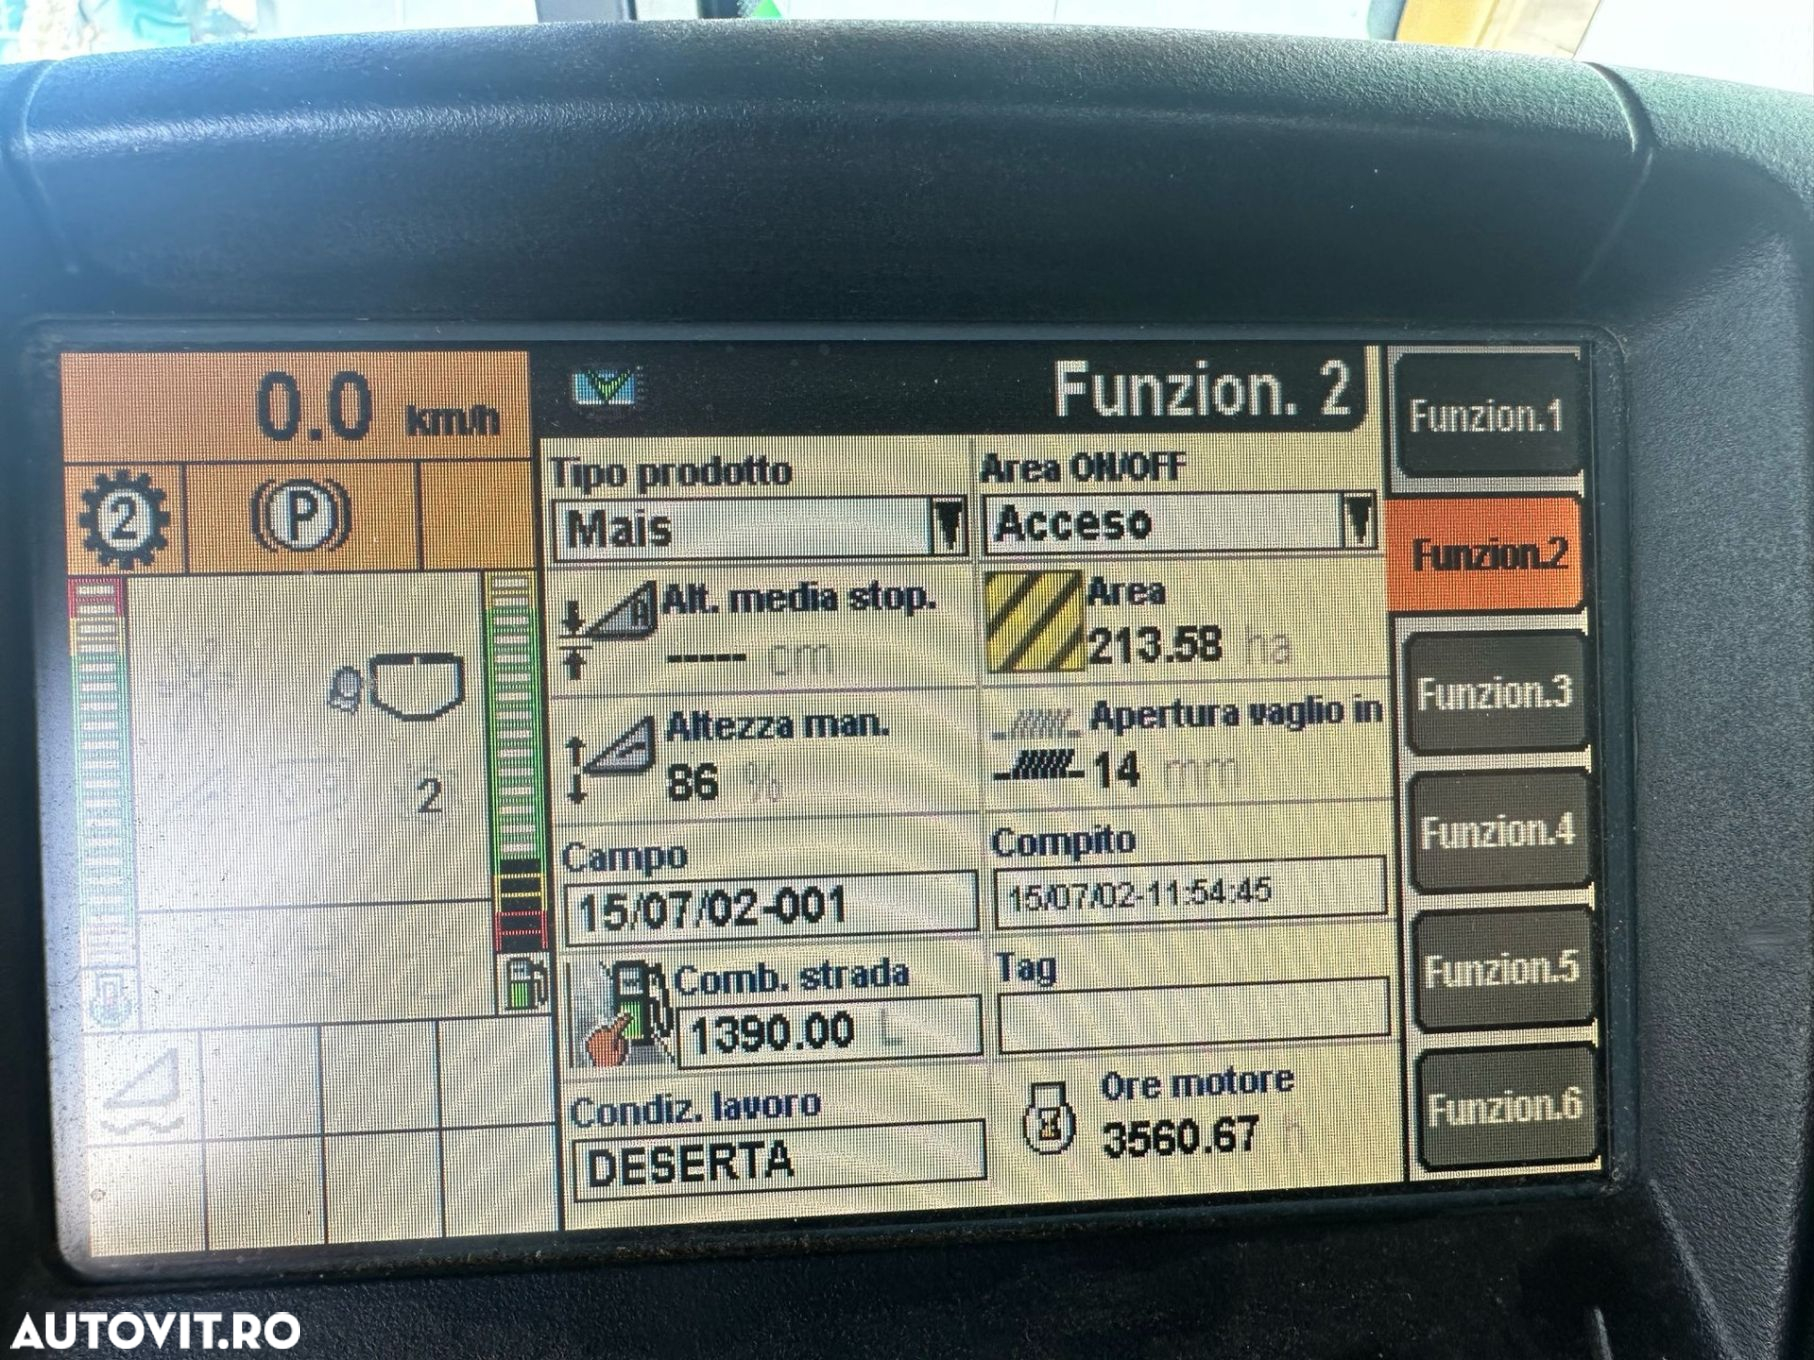 0.0 km/h
2
P
2
Funzion. 2
Tipo prodotto
Mais
Area ON/OFF
Acceso
Alt. media stop.
----- cm
Area
213.58 ha
Altezza man.
86 %
Apertura vaglio in
14 mm
Campo
15/07/02-001
Compito
15/07/02-11:54:45
Comb. strada
1390.00 L
Tag
Condiz. lavoro
DESERTA
Ore motore
3560.67 h
Funzion.1
Funzion.2
Funzion.3
Funzion.4
Funzion.5
Funzion.6
AUTOVIT.RO